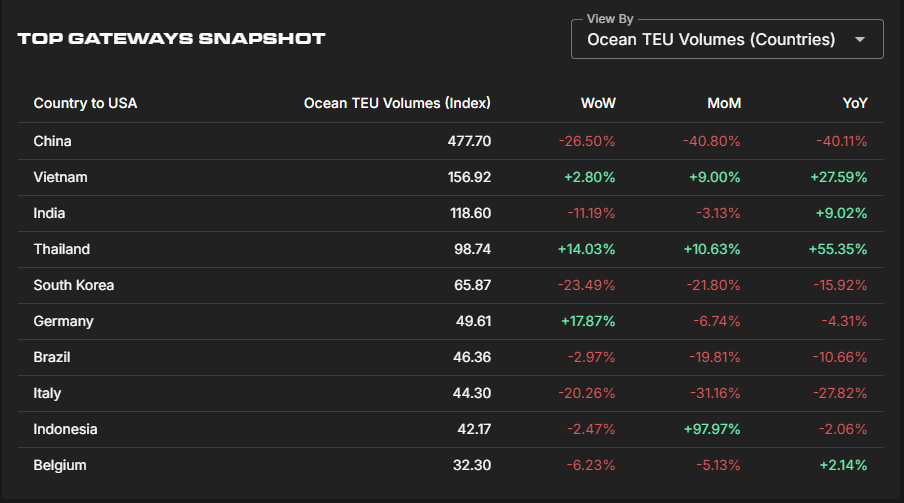 View By
TOP GATEWAYS SNAPSHOT
Ocean TEU Volumes (Countries)
Country to USA Ocean TEU Volumes (Index) WoW MoM YoY
China 477.70 -26.50% -40.80% -40.11%
Vietnam 156.92 +2.80% +9.00% +27.59%
India 118.60 -11.19% -3.13% +9.02%
Thailand 98.74 +14.03% +10.63% +55.35%
South Korea 65.87 -23.49% -21.80% -15.92%
Germany 49.61 +17.87% -6.74% -4.31%
Brazil 46.36 -2.97% -19.81% -10.66%
Italy 44.30 -20.26% -31.16% -27.82%
Indonesia 42.17 -2.47% +97.97% -2.06%
Belgium 32.30 -6.23% -5.13% +2.14%